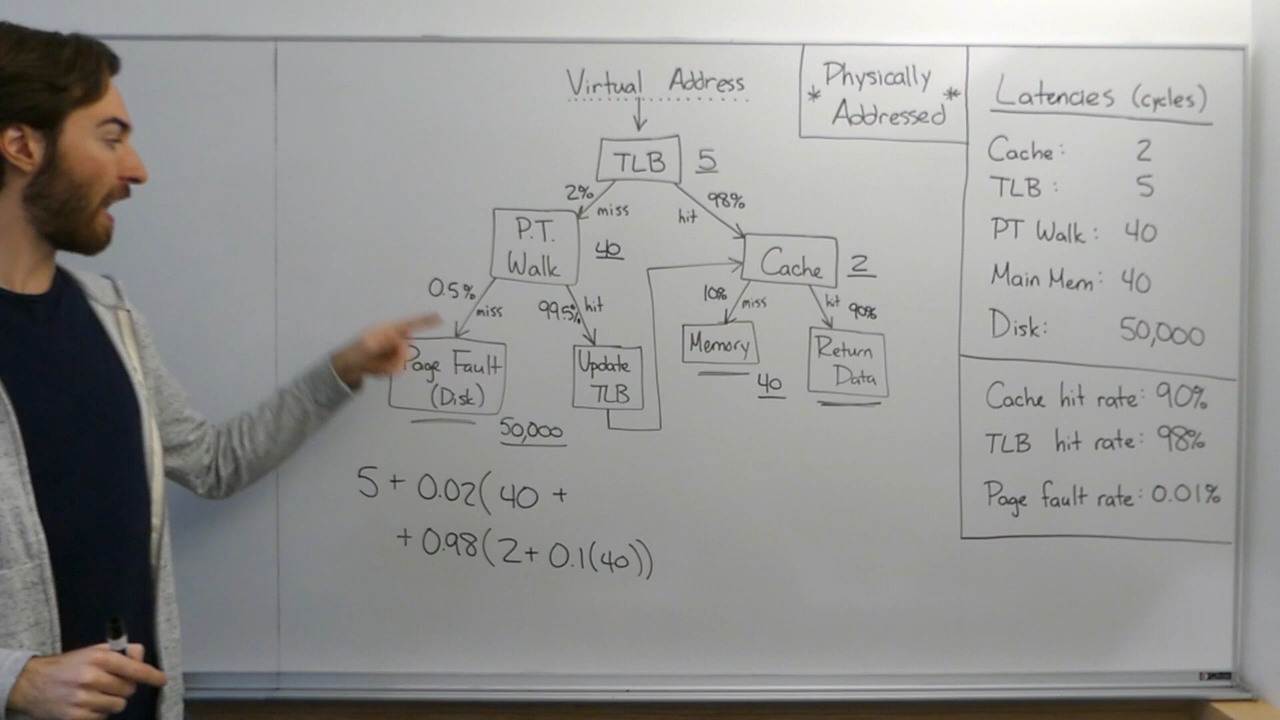 Virtual Address
* Physically Addressed *
TLB 5
2% miss
98% hit
P.T. Walk 40
Cache 2
0.5% miss
99.5% hit
10% miss
hit 90%
Page Fault (Disk)
50,000
Update TLB
Memory
40
Return Data
5 + 0.02(40 +
+ 0.98(2 + 0.1(40))
Latencies (cycles)
Cache: 2
TLB: 5
PT Walk: 40
Main Mem: 40
Disk: 50,000
Cache hit rate: 90%
TLB hit rate: 98%
Page fault rate: 0.01%